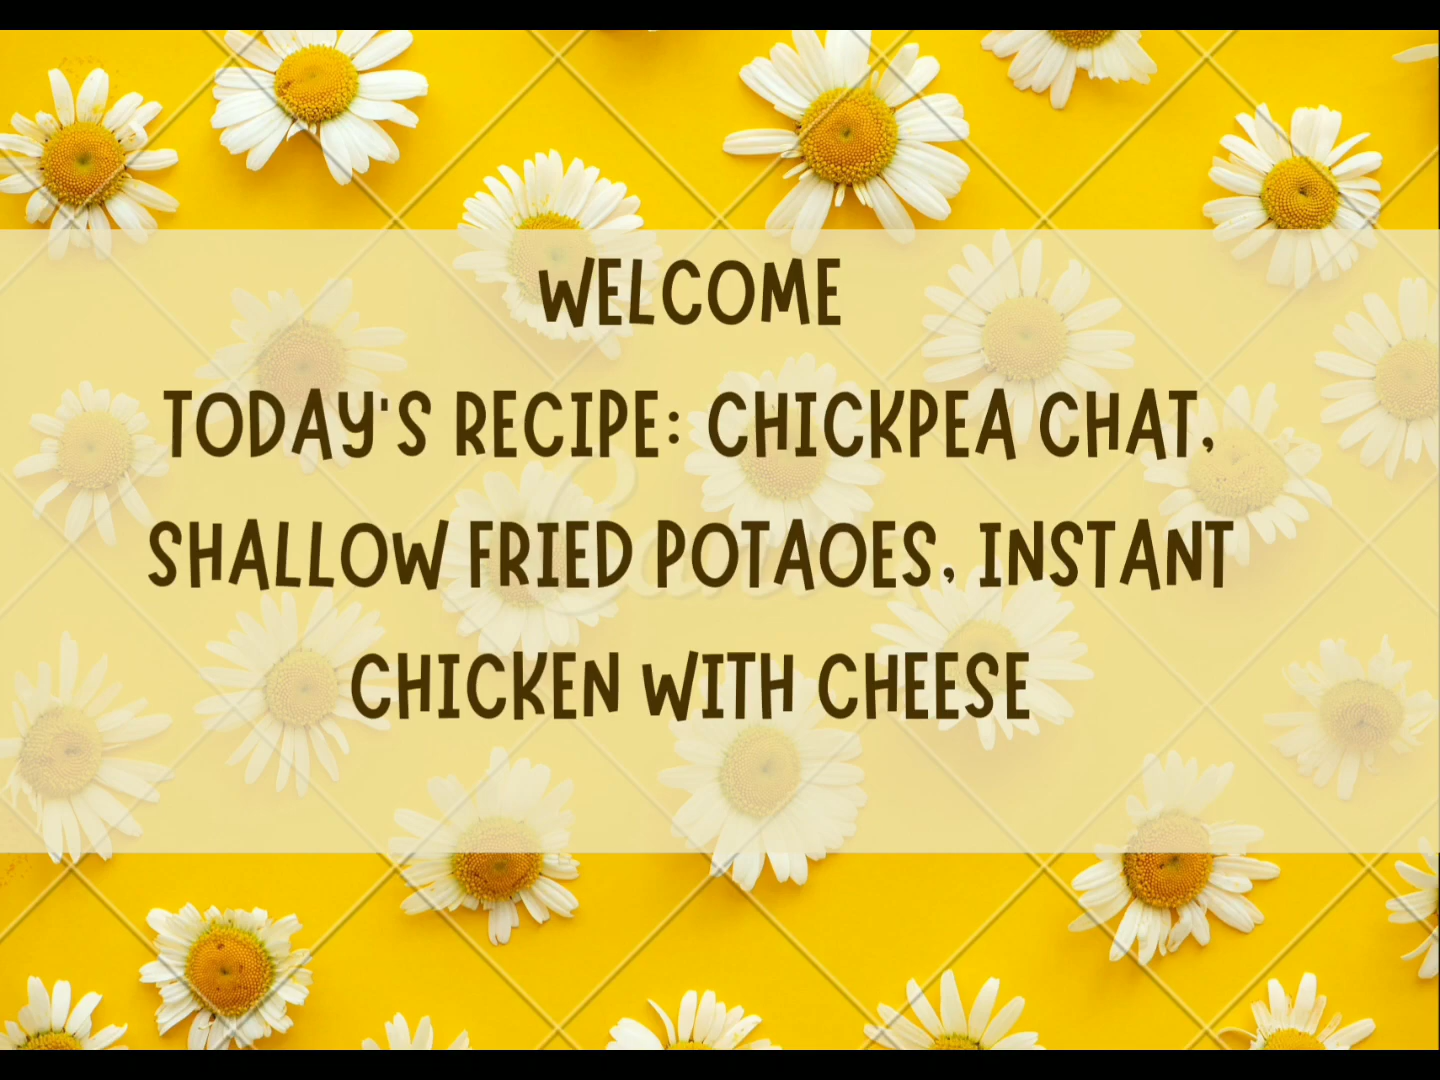 WELCOME
TODAY'S RECIPE: CHICKPEA CHAT,
SHALLOW FRIED POTAOES, INSTANT
CHICKEN WITH CHEESE